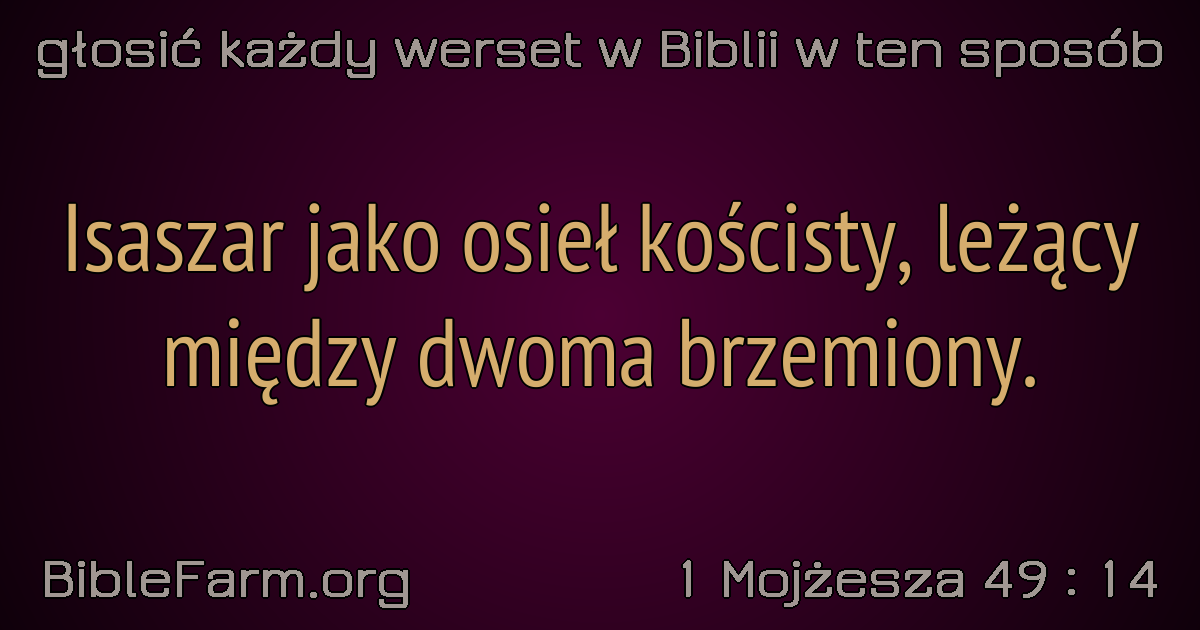 głosić każdy werset w Biblii w ten sposób
Isaszar jako osieł kościsty, leżący
między dwoma brzemiony.
BibleFarm.org
1 Mojżesza 49 : 14